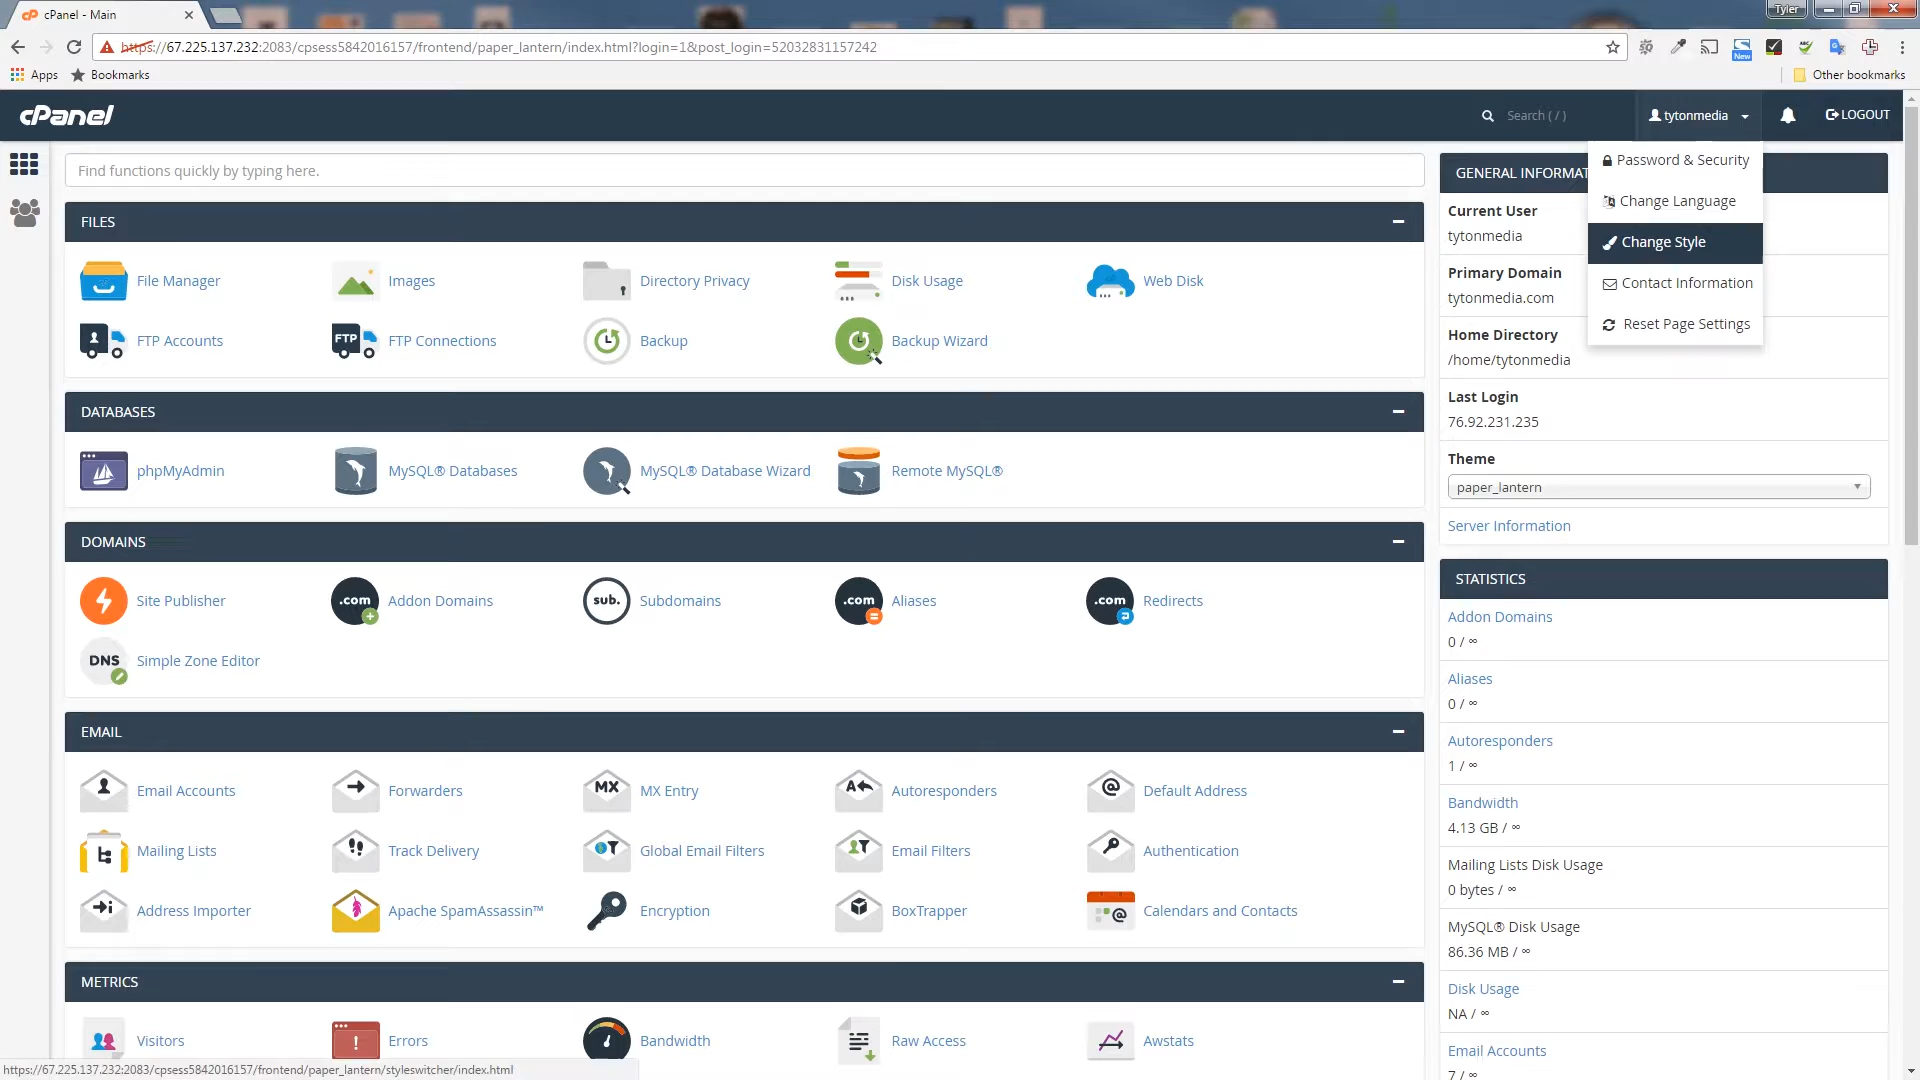 cPanel - Main
Tyler
https://67.225.137.232:2083/cpsess5842016157/frontend/paper_lantern/index.html?login=1&post_login=52032831157242
New
Apps
Bookmarks
Other bookmarks
cPanel
Search ( / )
tytonmedia
LOGOUT
Find functions quickly by typing here.
Password & Security
Change Language
Change Style
Contact Information
Reset Page Settings
FILES
File Manager
Images
Directory Privacy
Disk Usage
Web Disk
FTP Accounts
FTP
FTP Connections
Backup
Backup Wizard
DATABASES
phpMyAdmin
MySQL® Databases
MySQL® Database Wizard
Remote MySQL®
DOMAINS
Site Publisher
.com
Addon Domains
sub.
Subdomains
.com
Aliases
.com
Redirects
DNS
Simple Zone Editor
EMAIL
Email Accounts
Forwarders
MX
MX Entry
A
Autoresponders
@
Default Address
Mailing Lists
Track Delivery
Global Email Filters
Email Filters
Authentication
Address Importer
Apache SpamAssassin™
Encryption
BoxTrapper
@
Calendars and Contacts
METRICS
Visitors
Errors
Bandwidth
Raw Access
Awstats
GENERAL INFORMAT
Current User
tytonmedia
Primary Domain
tytonmedia.com
Home Directory
/home/tytonmedia
Last Login
76.92.231.235
Theme
paper_lantern
Server Information
STATISTICS
Addon Domains
0 / ∞
Aliases
0 / ∞
Autoresponders
1 / ∞
Bandwidth
4.13 GB / ∞
Mailing Lists Disk Usage
0 bytes / ∞
MySQL® Disk Usage
86.36 MB / ∞
Disk Usage
NA / ∞
Email Accounts
7 / ∞
https://67.225.137.232:2083/cpsess5842016157/frontend/paper_lantern/styleswitcher/index.html